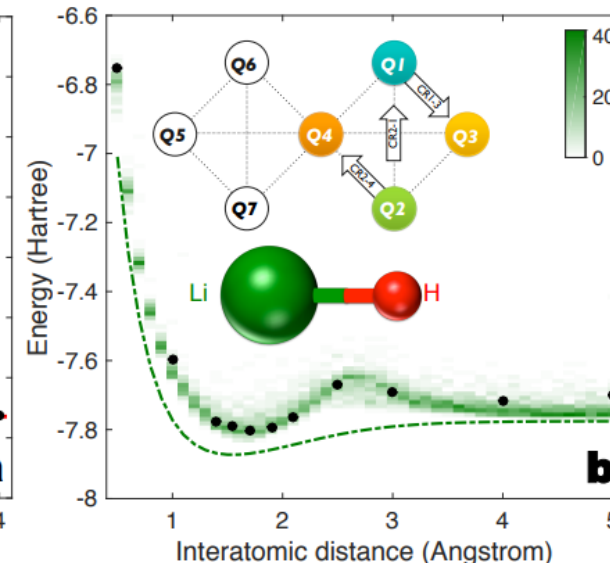 -6.6
-6.8
-7
-7.2
-7.4
-7.6
-7.8
-8
Energy (Hartree)
Q6
Q1
Q5
Q4
Q3
Q7
Q2
CR1-3
CR2-
CR2-4
Li
H
40
20
0
b
4
1
2
3
4
5
Interatomic distance (Angstrom)